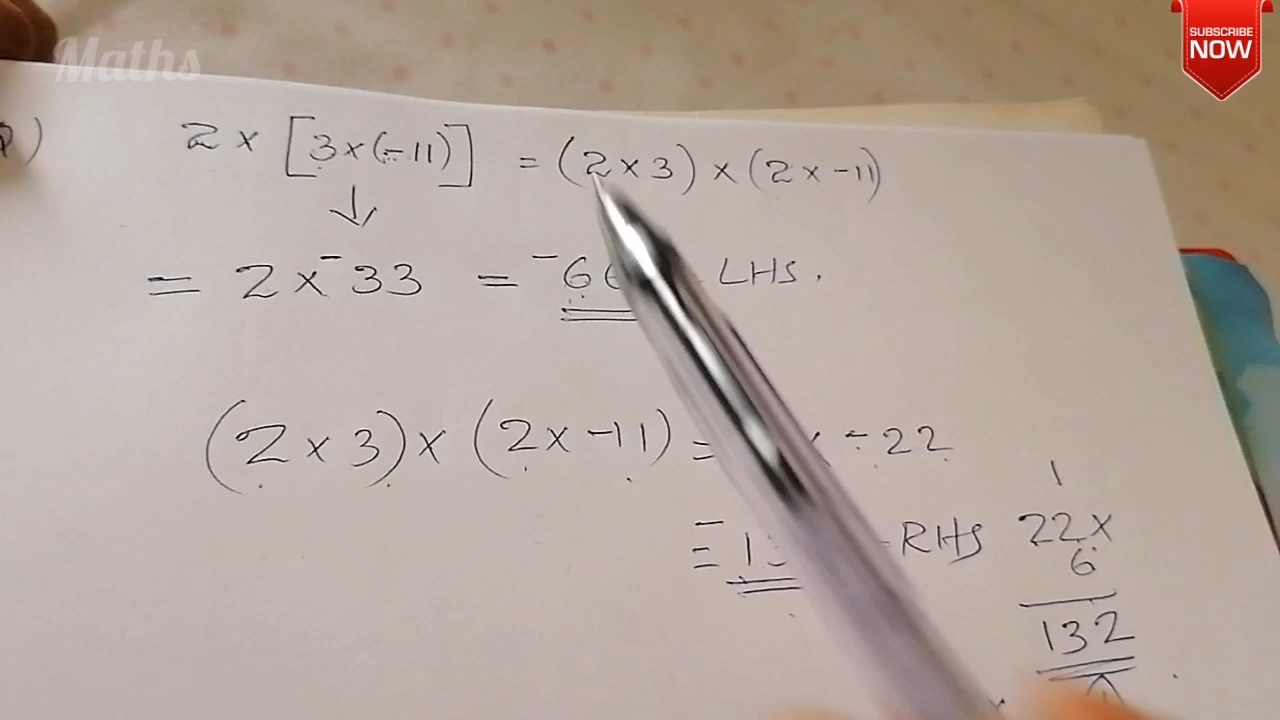 Maths
SUBSCRIBE
NOW
2 × [3×(-11)] = (2×3) × (2×-11)
= 2×⁻33 = LHS.
(2×3)×(2×-11) = -22
= RHS
1
22×
6
132